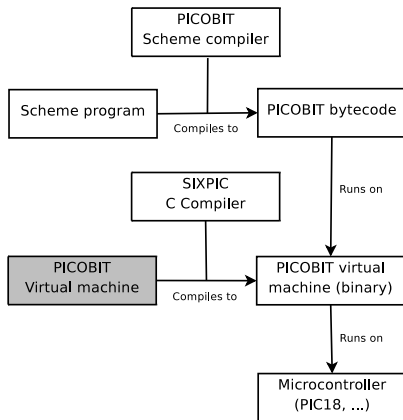 PICOBIT
Scheme compiler
Scheme program
Compiles to
PICOBIT bytecode
Runs on
SIXPIC
C Compiler
PICOBIT
Virtual machine
Compiles to
PICOBIT virtual
machine (binary)
Runs on
Microcontroller
(PIC18, ...)